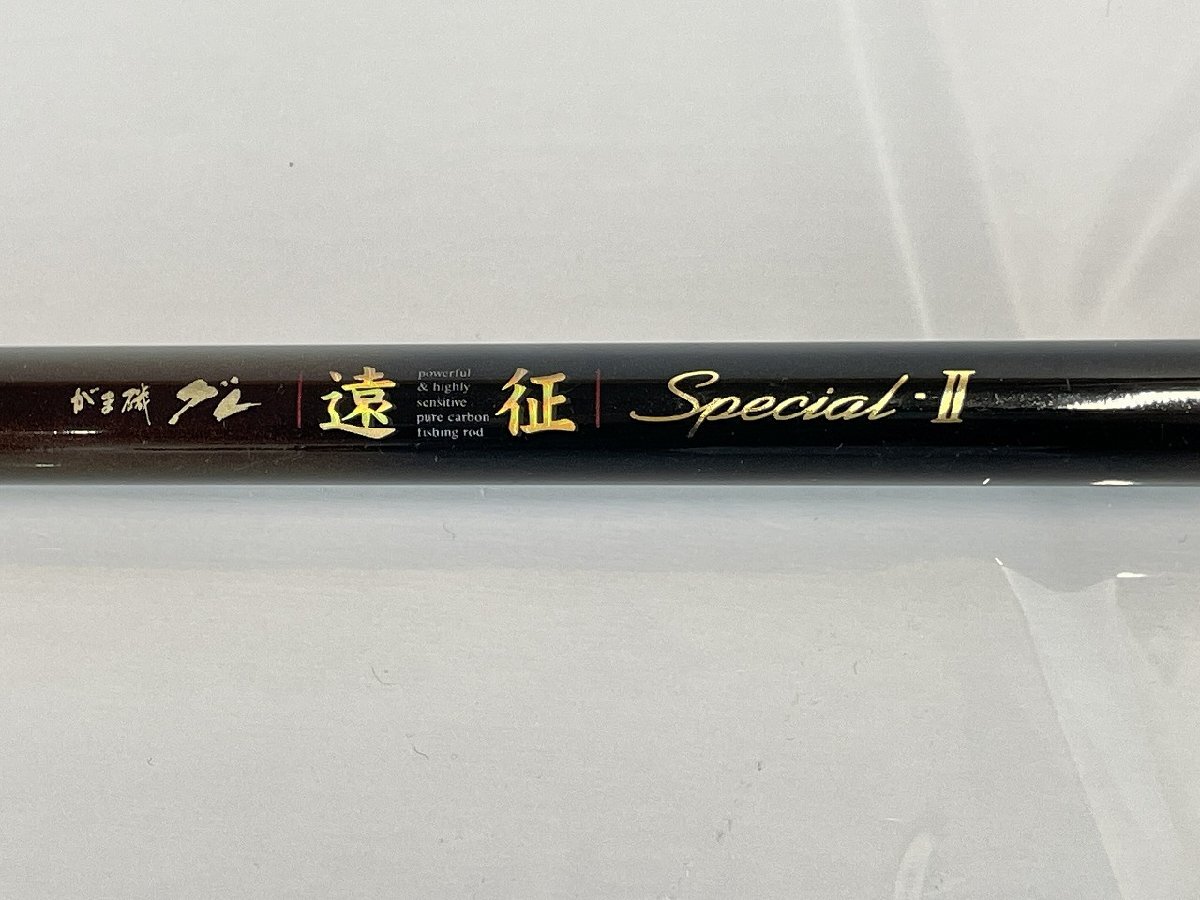 がま磯 グレ 遠
powerful
& highly
sensitive
pure carbon
fishing rod
征 Special-II